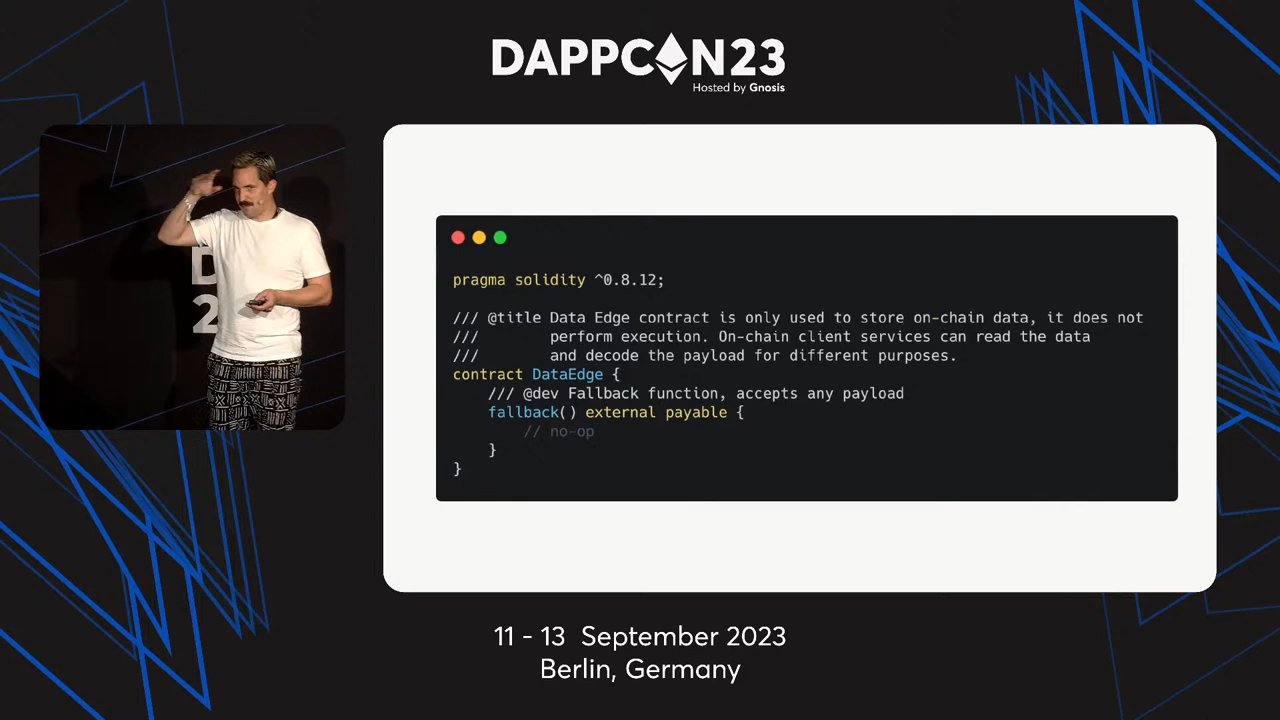 DAPPCON23
Hosted by Gnosis
D
2
pragma solidity ^0.8.12;
/// @title Data Edge contract is only used to store on-chain data, it does not
///        perform execution. On-chain client services can read the data
///        and decode the payload for different purposes.
contract DataEdge {
    /// @dev Fallback function, accepts any payload
    fallback() external payable {
        // no-op
    }
}
11 - 13 September 2023
Berlin, Germany